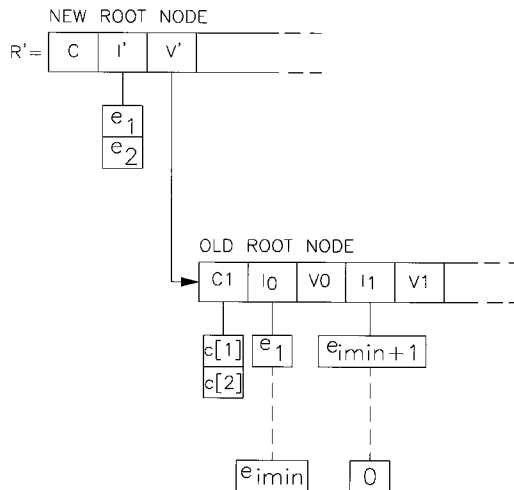 NEW ROOT NODE
R'= C I' V'
e1
e2
OLD ROOT NODE
C1 I0 V0 I1 V1
c[1] e1 eimin+1
c[2]
eimin 0